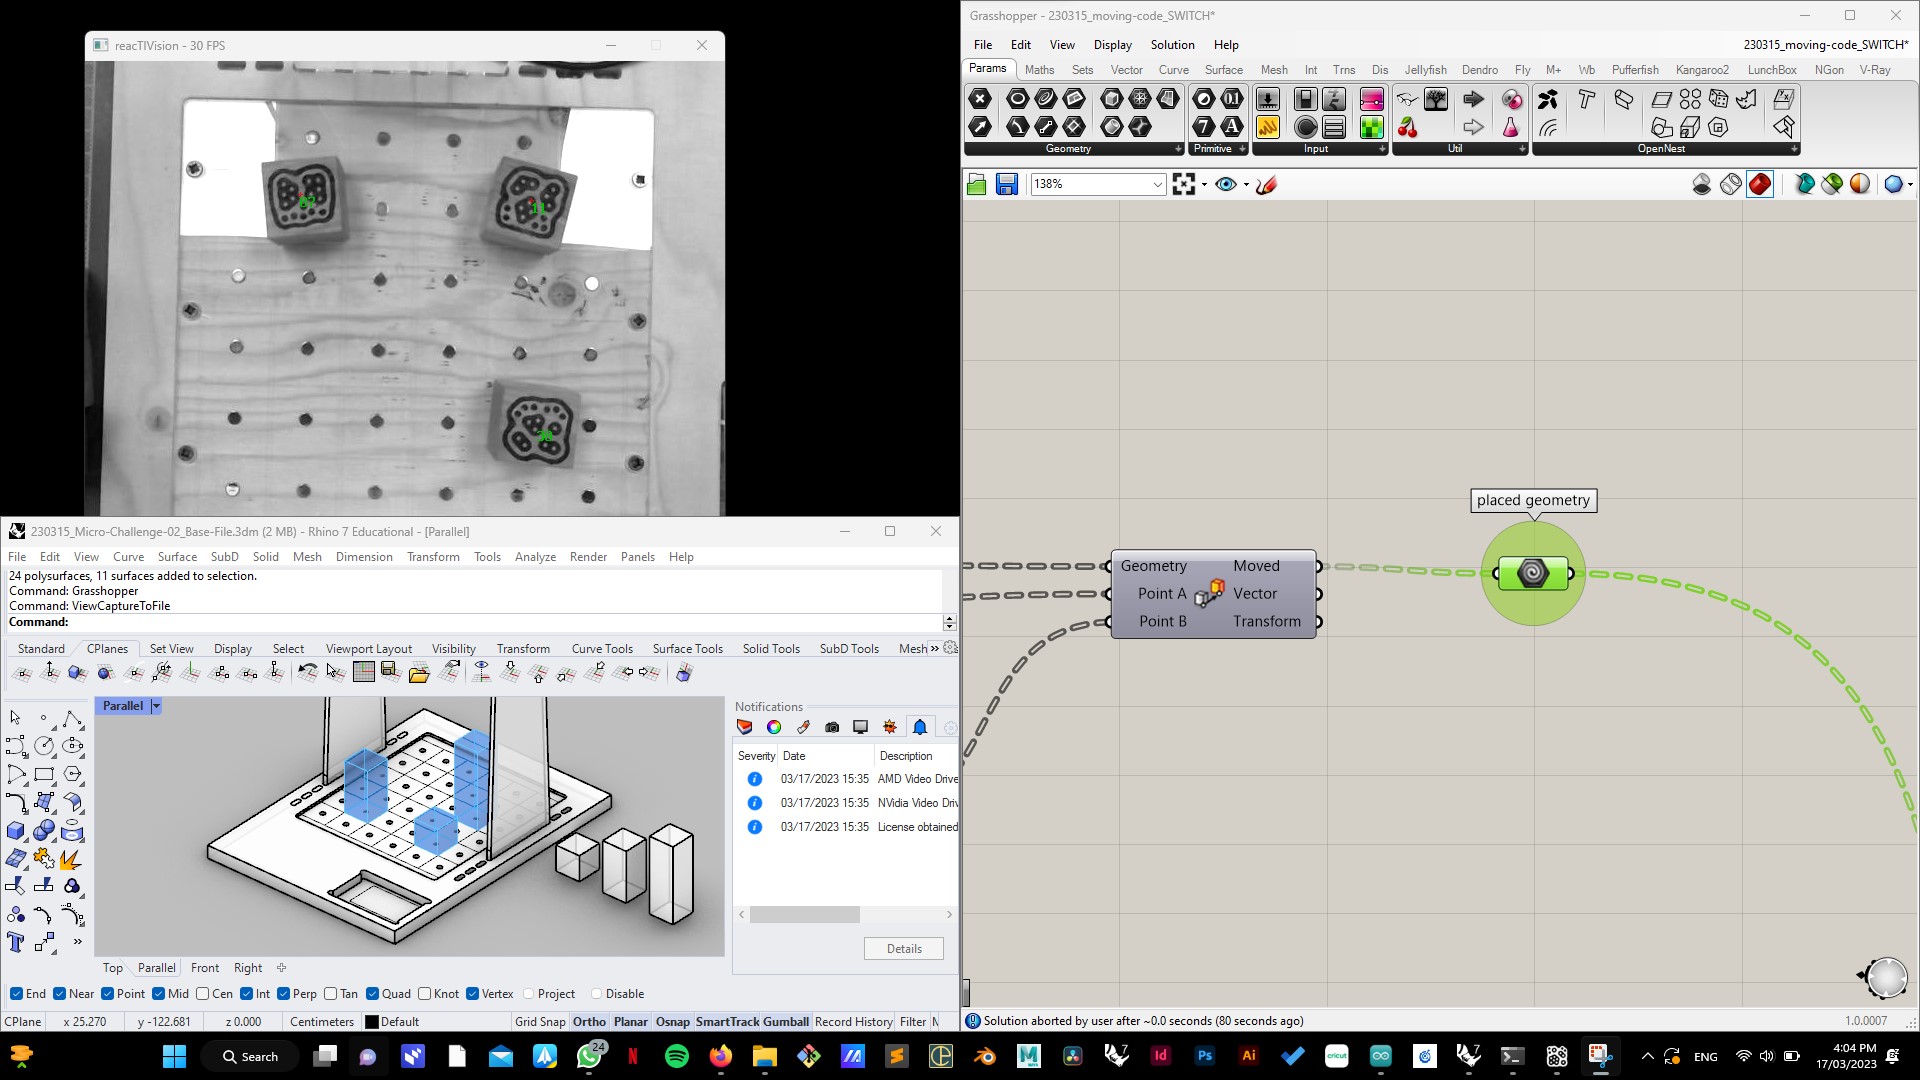 reacTIVision - 30 FPS
11
230315_Micro-Challenge-02_Base-File.3dm (2 MB) - Rhino 7 Educational - [Parallel]
File Edit View Curve Surface SubD Solid Mesh Dimension Transform Tools Analyze Render Panels Help
24 polysurfaces, 11 surfaces added to selection.
Command: Grasshopper
Command: ViewCaptureToFile
Command:
Standard CPlanes Set View Display Select Viewport Layout Visibility Transform Curve Tools Surface Tools Solid Tools SubD Tools Mesh »
Parallel
Notifications
Severity Date Description
03/17/2023 15:35 AMD Video Drive
03/17/2023 15:35 NVidia Video Driv
03/17/2023 15:35 License obtained
Details
Top Parallel Front Right
End Near Point Mid Cen Int Perp Tan Quad Knot Vertex Project Disable
CPlane x 25.270 y -122.681 z 0.000 Centimeters Default Grid Snap Ortho Planar Osnap SmartTrack Gumball Record History Filter M
Grasshopper - 230315_moving-code_SWITCH*
File Edit View Display Solution Help 230315_moving-code_SWITCH*
Params Maths Sets Vector Curve Surface Mesh Int Trns Dis Jellyfish Dendro Fly M+ Wb Pufferfish Kangaroo2 LunchBox NGon V-Ray
Geometry Primitive Input Util OpenNest
138%
placed geometry
Geometry Moved
Point A Vector
Point B Transform
Solution aborted by user after ~0.0 seconds (80 seconds ago) 1.0.0007
Search 24 N Id Ps Ai cricut ENG 4:04 PM
17/03/2023